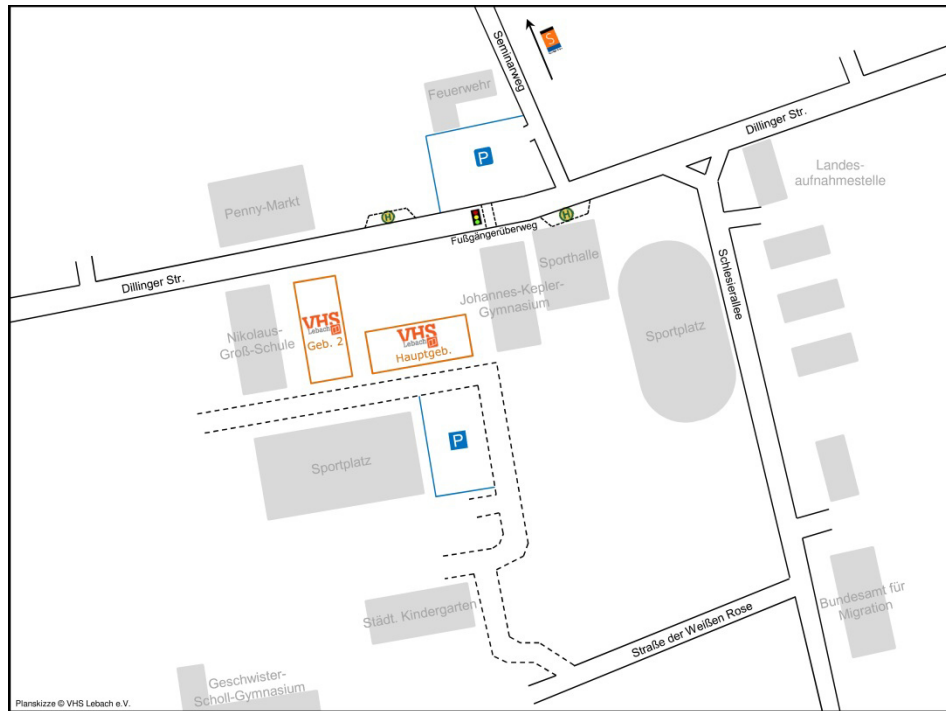 Seminarweg
S
Feuerwehr
P
Dillinger Str.
Landes-
aufnahmestelle
Penny-Markt
H
H
Fußgängerüberweg
Dillinger Str.
Sporthalle
Johannes-Kepler-
Gymnasium
Schlesierallee
Nikolaus-
Groß-Schule
VHS
Lebach
Geb. 2
VHS
Lebach
Hauptgeb.
Sportplatz
P
Sportplatz
Städt. Kindergarten
Bundesamt für
Migration
Straße der Weißen Rose
Geschwister-
Scholl-Gymnasium
Planskizze © VHS Lebach e.V.